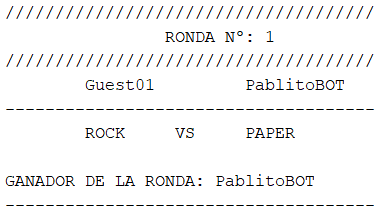 /////////////////////////////////////
RONDA N°: 1
/////////////////////////////////////
Guest01 PablitoBOT
-------------------------------------
ROCK VS PAPER
GANADOR DE LA RONDA: PablitoBOT
-------------------------------------